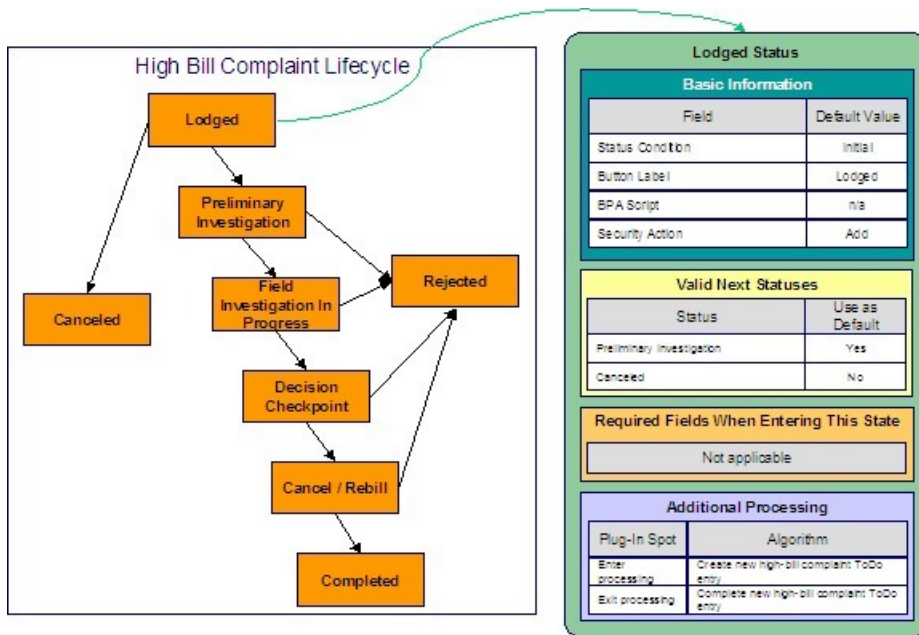 High Bill Complaint Lifecycle
Lodged
Preliminary
Investigation
Field
Investigation In
Progress
Rejected
Canceled
Decision
Checkpoint
Cancel / Rebill
Completed
Lodged Status
Basic Information
Field Default Value
Status Condition Initial
Button Label Lodged
BPA Script n/a
Security Action Add
Valid Next Statuses
Status Use as
Default
Preliminary Investigation Yes
Canceled No
Required Fields When Entering This State
Not applicable
Additional Processing
Plug-In Spot Algorithm
Enter Create new high-bill complaint ToDo
processing entry
Exit processing Complete new high-bill complaint ToDo
entry